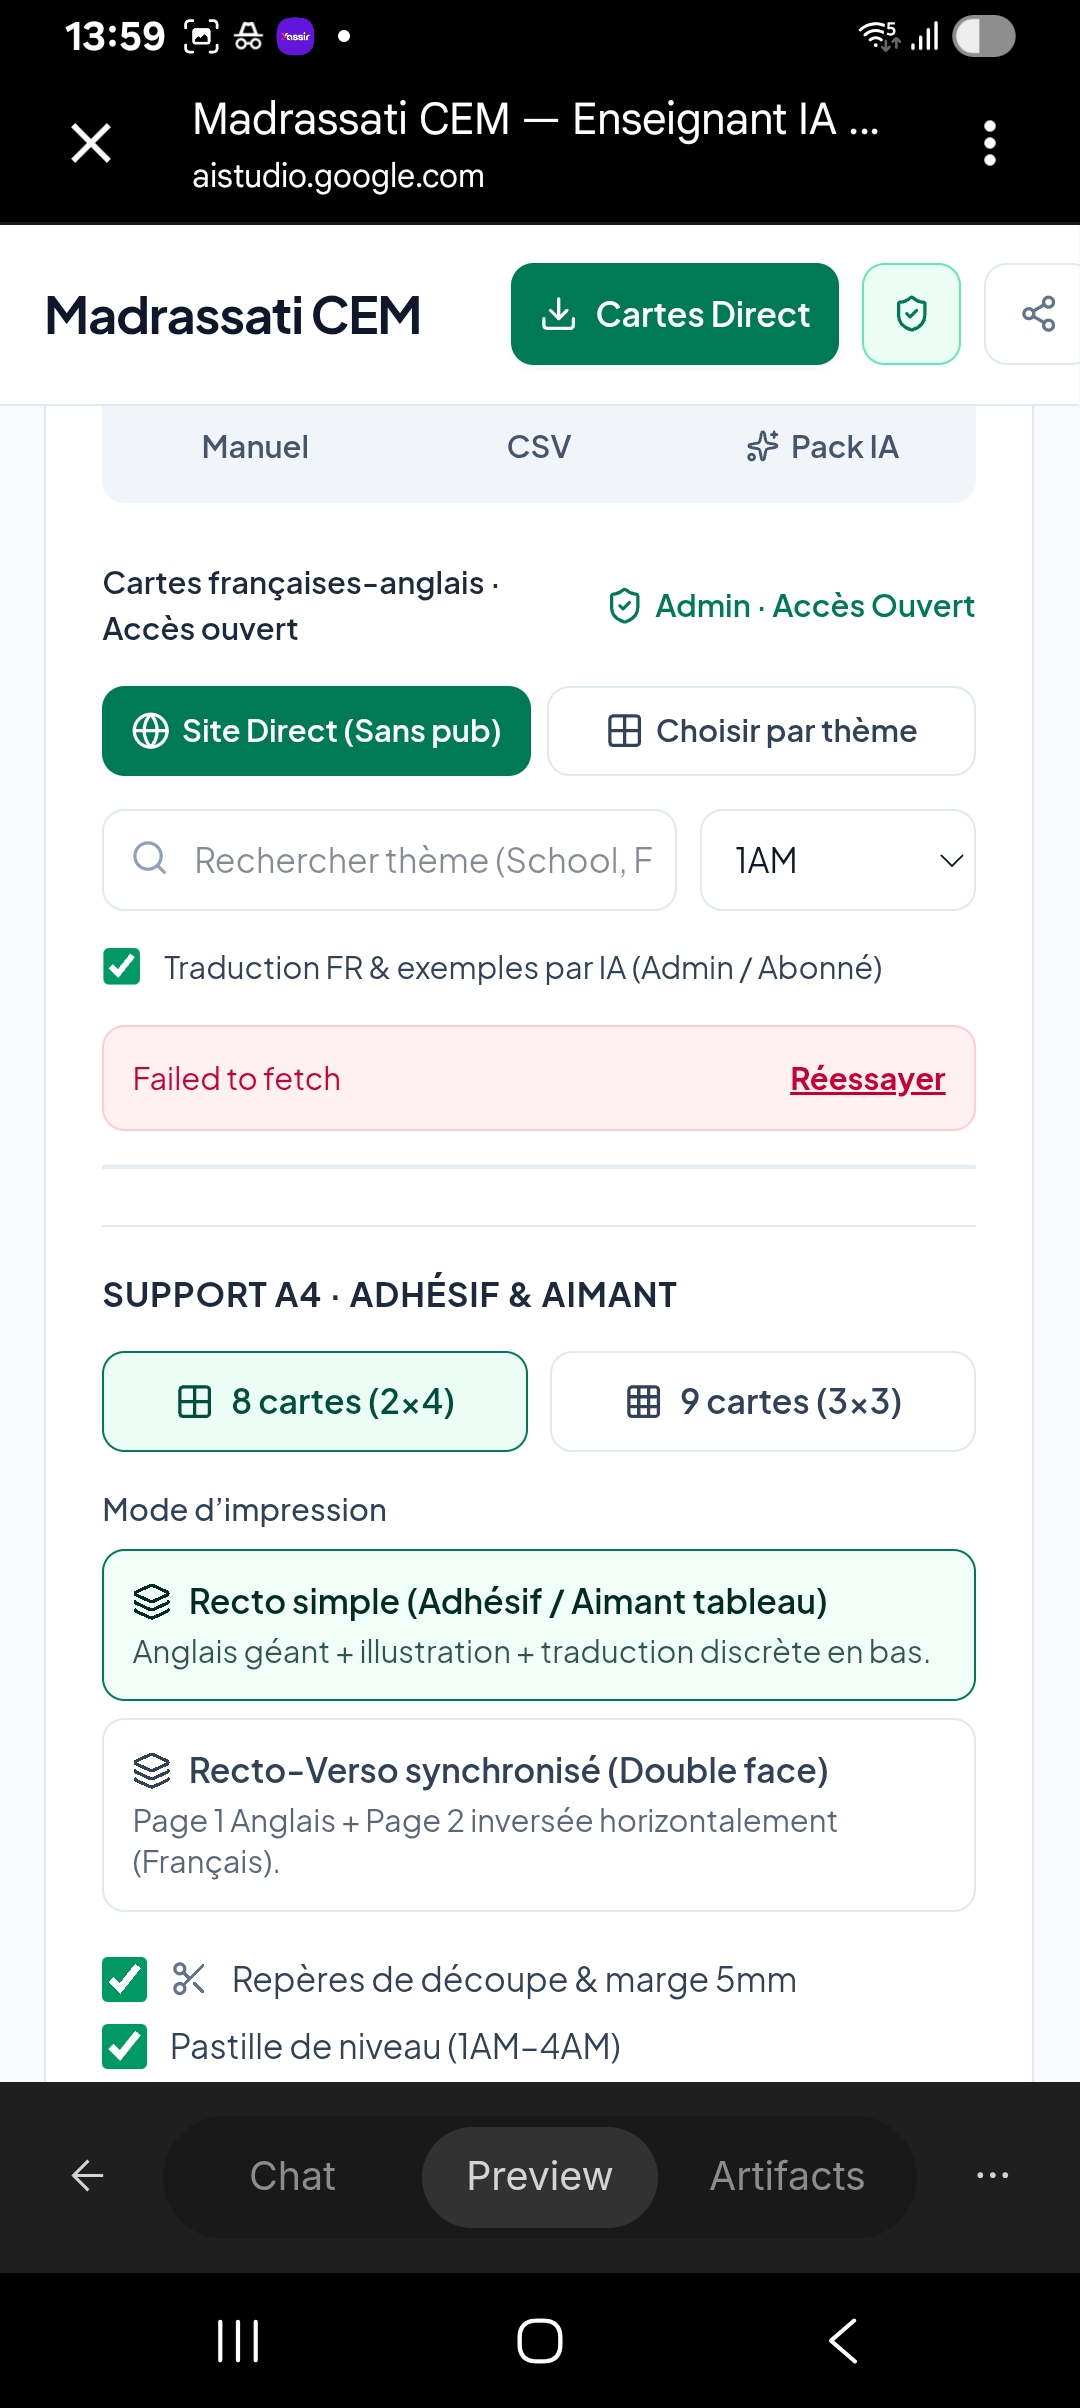 13:59
Yassir
5
Madrassati CEM — Enseignant IA ...
aistudio.google.com
Madrassati CEM
Cartes Direct
Manuel
CSV
Pack IA
Cartes françaises-anglais ·
Accès ouvert
Admin · Accès Ouvert
Site Direct (Sans pub)
Choisir par thème
Rechercher thème (School, F
1AM
Traduction FR & exemples par IA (Admin / Abonné)
Failed to fetch
Réessayer
SUPPORT A4 · ADHÉSIF & AIMANT
8 cartes (2×4)
9 cartes (3×3)
Mode d’impression
Recto simple (Adhésif / Aimant tableau)
Anglais géant + illustration + traduction discrète en bas.
Recto-Verso synchronisé (Double face)
Page 1 Anglais + Page 2 inversée horizontalement
(Français).
Repères de découpe & marge 5mm
Pastille de niveau (1AM–4AM)
Chat
Preview
Artifacts